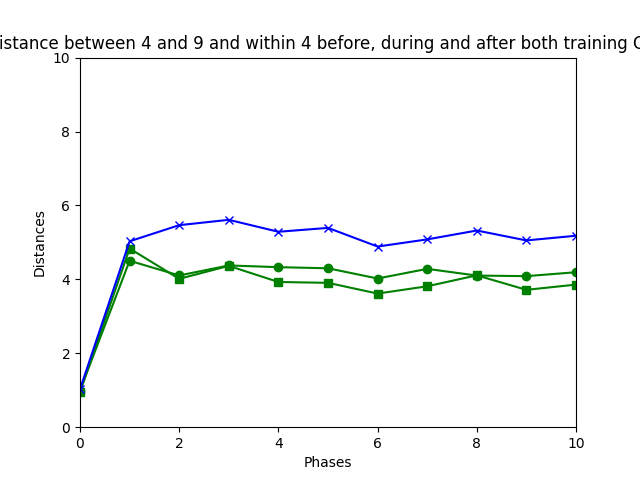 istance between 4 and 9 and within 4 before, during and after both training
10
8
6
4
2
0
Distances
0 2 4 6 8 10
Phases